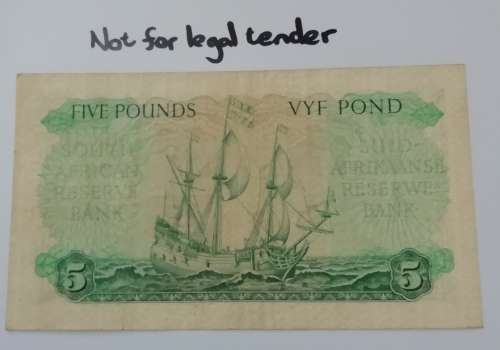 Not for legal tender
FIVE POUNDS VYF POND
SOUTH SUID-
AFRICAN AFRIKAANSE
RESERVE RESERWE-
BANK BANK
5 5